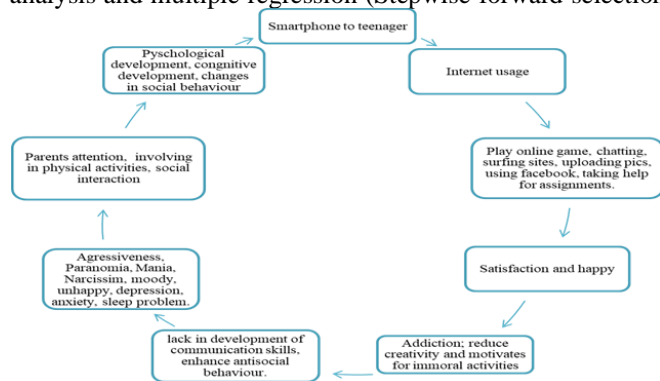 analysis and multiple regression (Stepwise forward selection
Smartphone to teenager
Internet usage
Play online game, chatting,
surfing sites, uploading pics,
using facebook, taking help
for assignments.
Satisfaction and happy
Addiction; reduce
creativity and motivates
for immoral activities
lack in development of
communication skills,
enhance antisocial
behaviour.
Agressiveness,
Paranomia, Mania,
Narcissim, moody,
unhappy, depression,
anxiety, sleep problem.
Parents attention, involving
in physical activities, social
interaction
Pyschological
development, congnitive
development, changes
in social behaviour